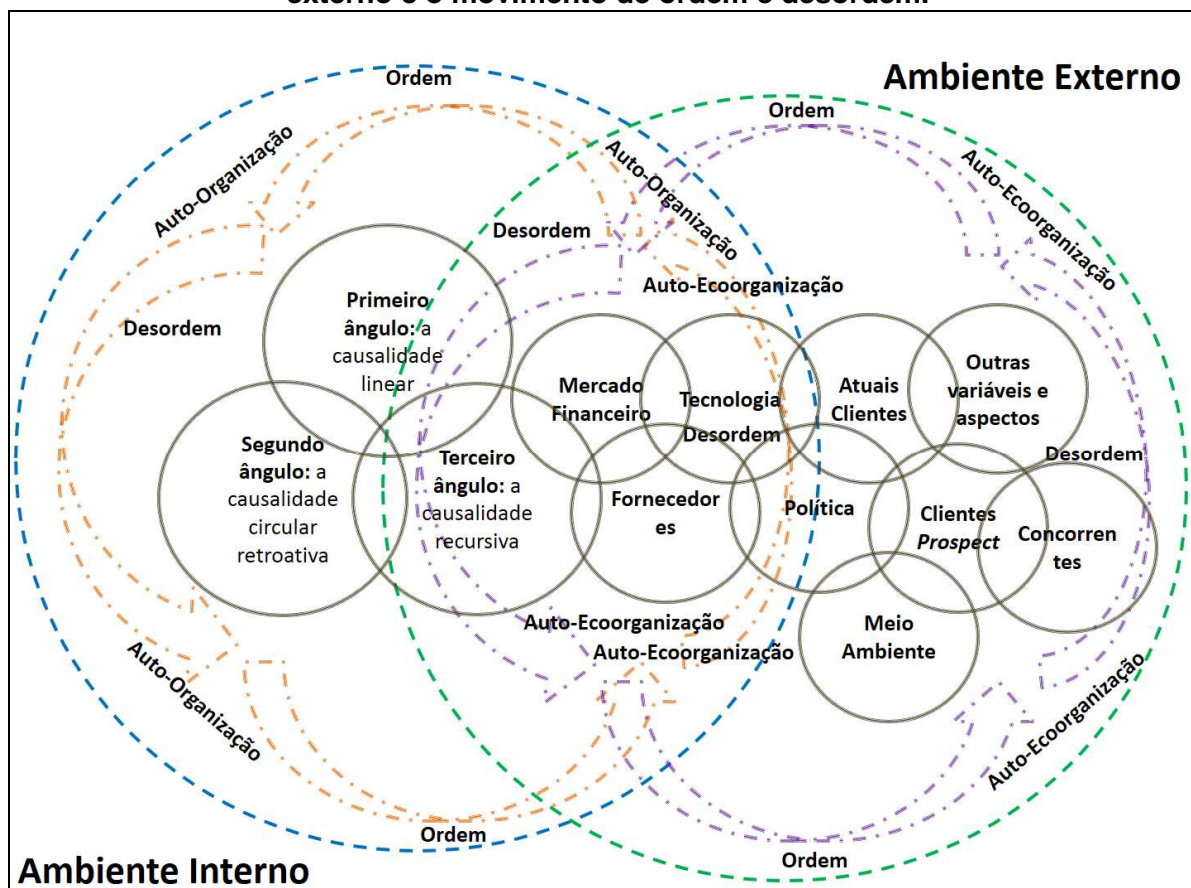 externo e o movimento de ordem e desordem.
Ordem
Ambiente Externo
Ordem
Auto-Organização
Auto-Organização
Auto-Ecoorganização
Desordem
Auto-Ecoorganização
Desordem
Primeiro
ângulo: a
causalidade
linear
Mercado
Financeiro
Tecnologia
Desordem
Atuais
Clientes
Outras
variáveis e
aspectos
Desordem
Segundo
ângulo: a
causalidade
circular
retroativa
Terceiro
ângulo: a
causalidade
recursiva
Fornecedor
es
Política
Clientes
Prospect
Concorren
tes
Auto-Ecoorganização
Auto-Ecoorganização
Meio
Ambiente
Auto-Organização
Auto-Ecoorganização
Ordem
Ordem
Ambiente Interno